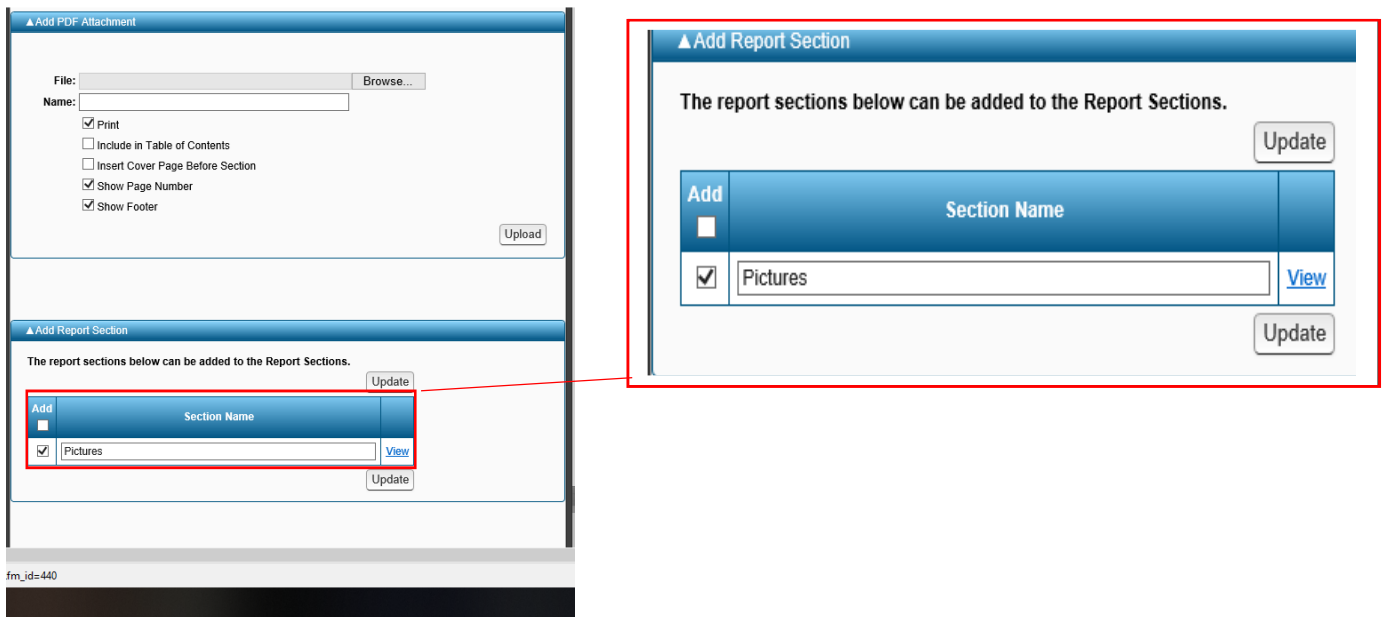 ▲Add PDF Attachment
File: Browse...
Name:
Print
Include in Table of Contents
Insert Cover Page Before Section
Show Page Number
Show Footer
Upload
▲Add Report Section
The report sections below can be added to the Report Sections.
Update
Add Section Name
Pictures View
Update
fm_id=440
▲Add Report Section
The report sections below can be added to the Report Sections.
Update
Add Section Name
Pictures View
Update